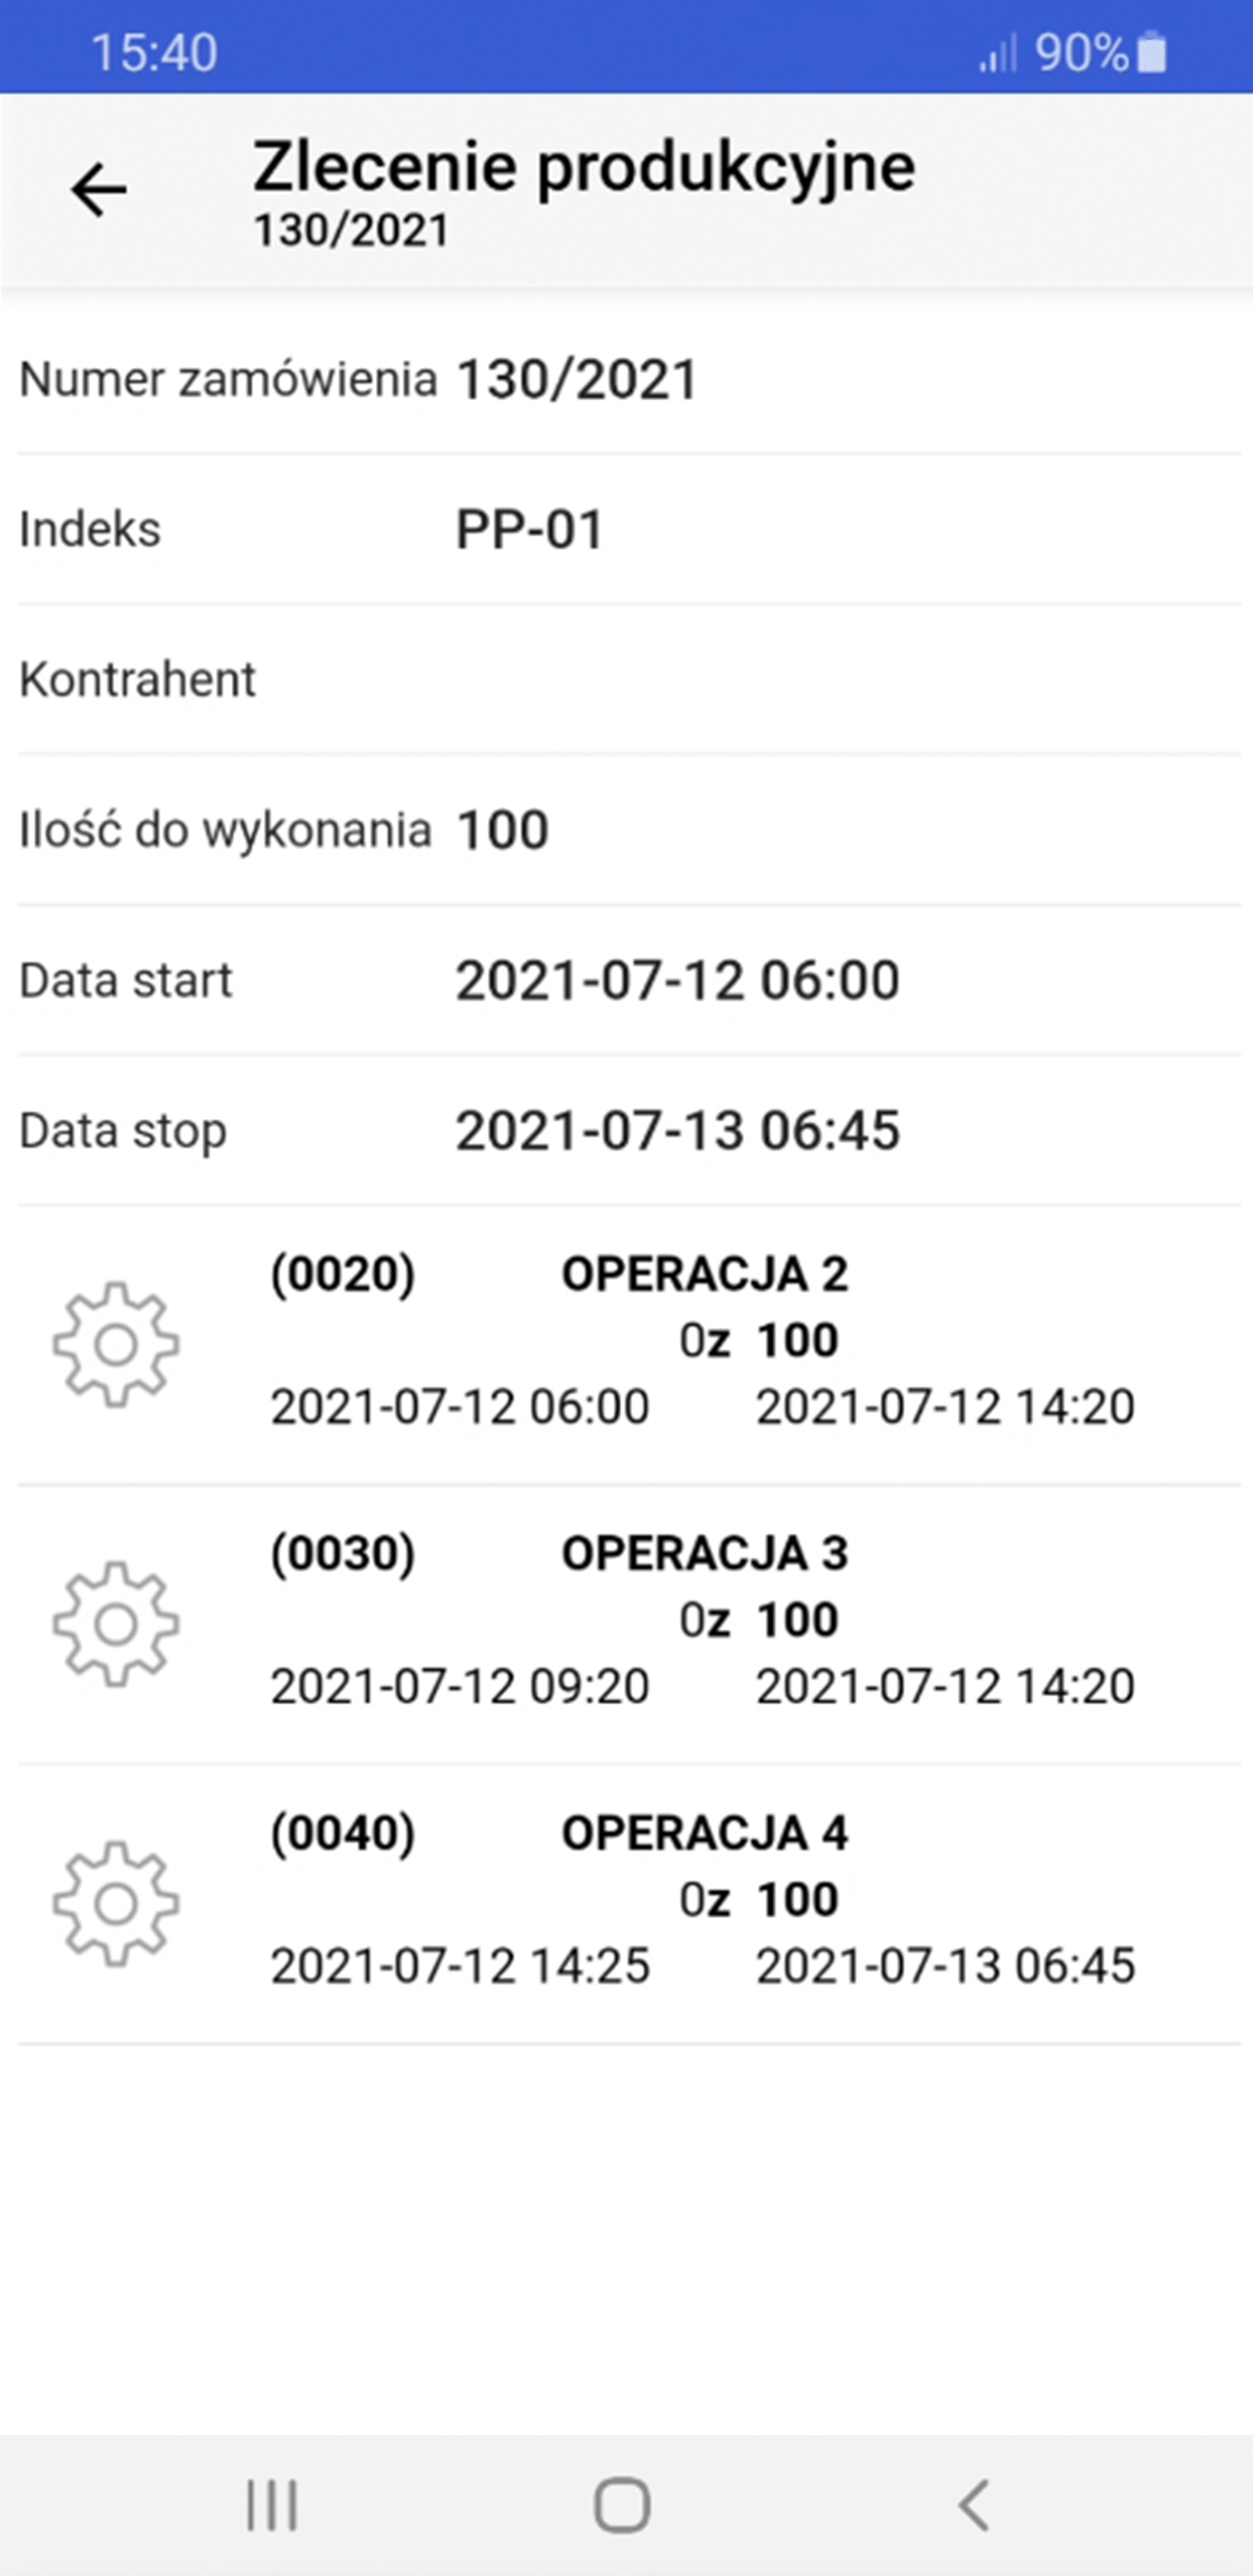 15:40 90%
Zlecenie produkcyjne
130/2021
Numer zamówienia 130/2021
Indeks PP-01
Kontrahent
Ilość do wykonania 100
Data start 2021-07-12 06:00
Data stop 2021-07-13 06:45
(0020) OPERACJA 2
0z 100
2021-07-12 06:00 2021-07-12 14:20
(0030) OPERACJA 3
0z 100
2021-07-12 09:20 2021-07-12 14:20
(0040) OPERACJA 4
0z 100
2021-07-12 14:25 2021-07-13 06:45